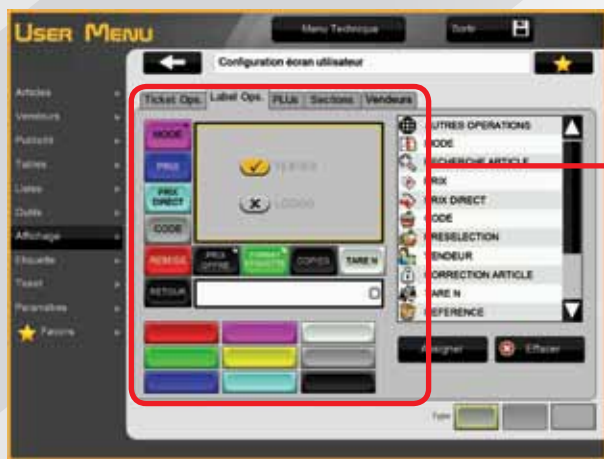 USER MENU
Menu Technique
Sortir
Configuration écran utilisateur
Articles
Vendeurs
Publicité
Tables
Listes
Outils
Affichage
Etiquette
Ticket
Paramètres
Favoris
Ticket Ops.
Label Ops.
PLUs
Sections
Vendeurs
MODE
PRIX
PRIX DIRECT
CODE
TEXTES
LOGOS
REMISE
PRIX OFFRE
FORMAT ETIQUETTE
COPIES
TARE N
RETOUR
AUTRES OPERATIONS
MODE
RECHERCHE ARTICLE
PRIX
PRIX DIRECT
CODE
PRESELECTION
VENDEUR
CORRECTION ARTICLE
TARE N
REFERENCE
Assigner
Effacer
Type